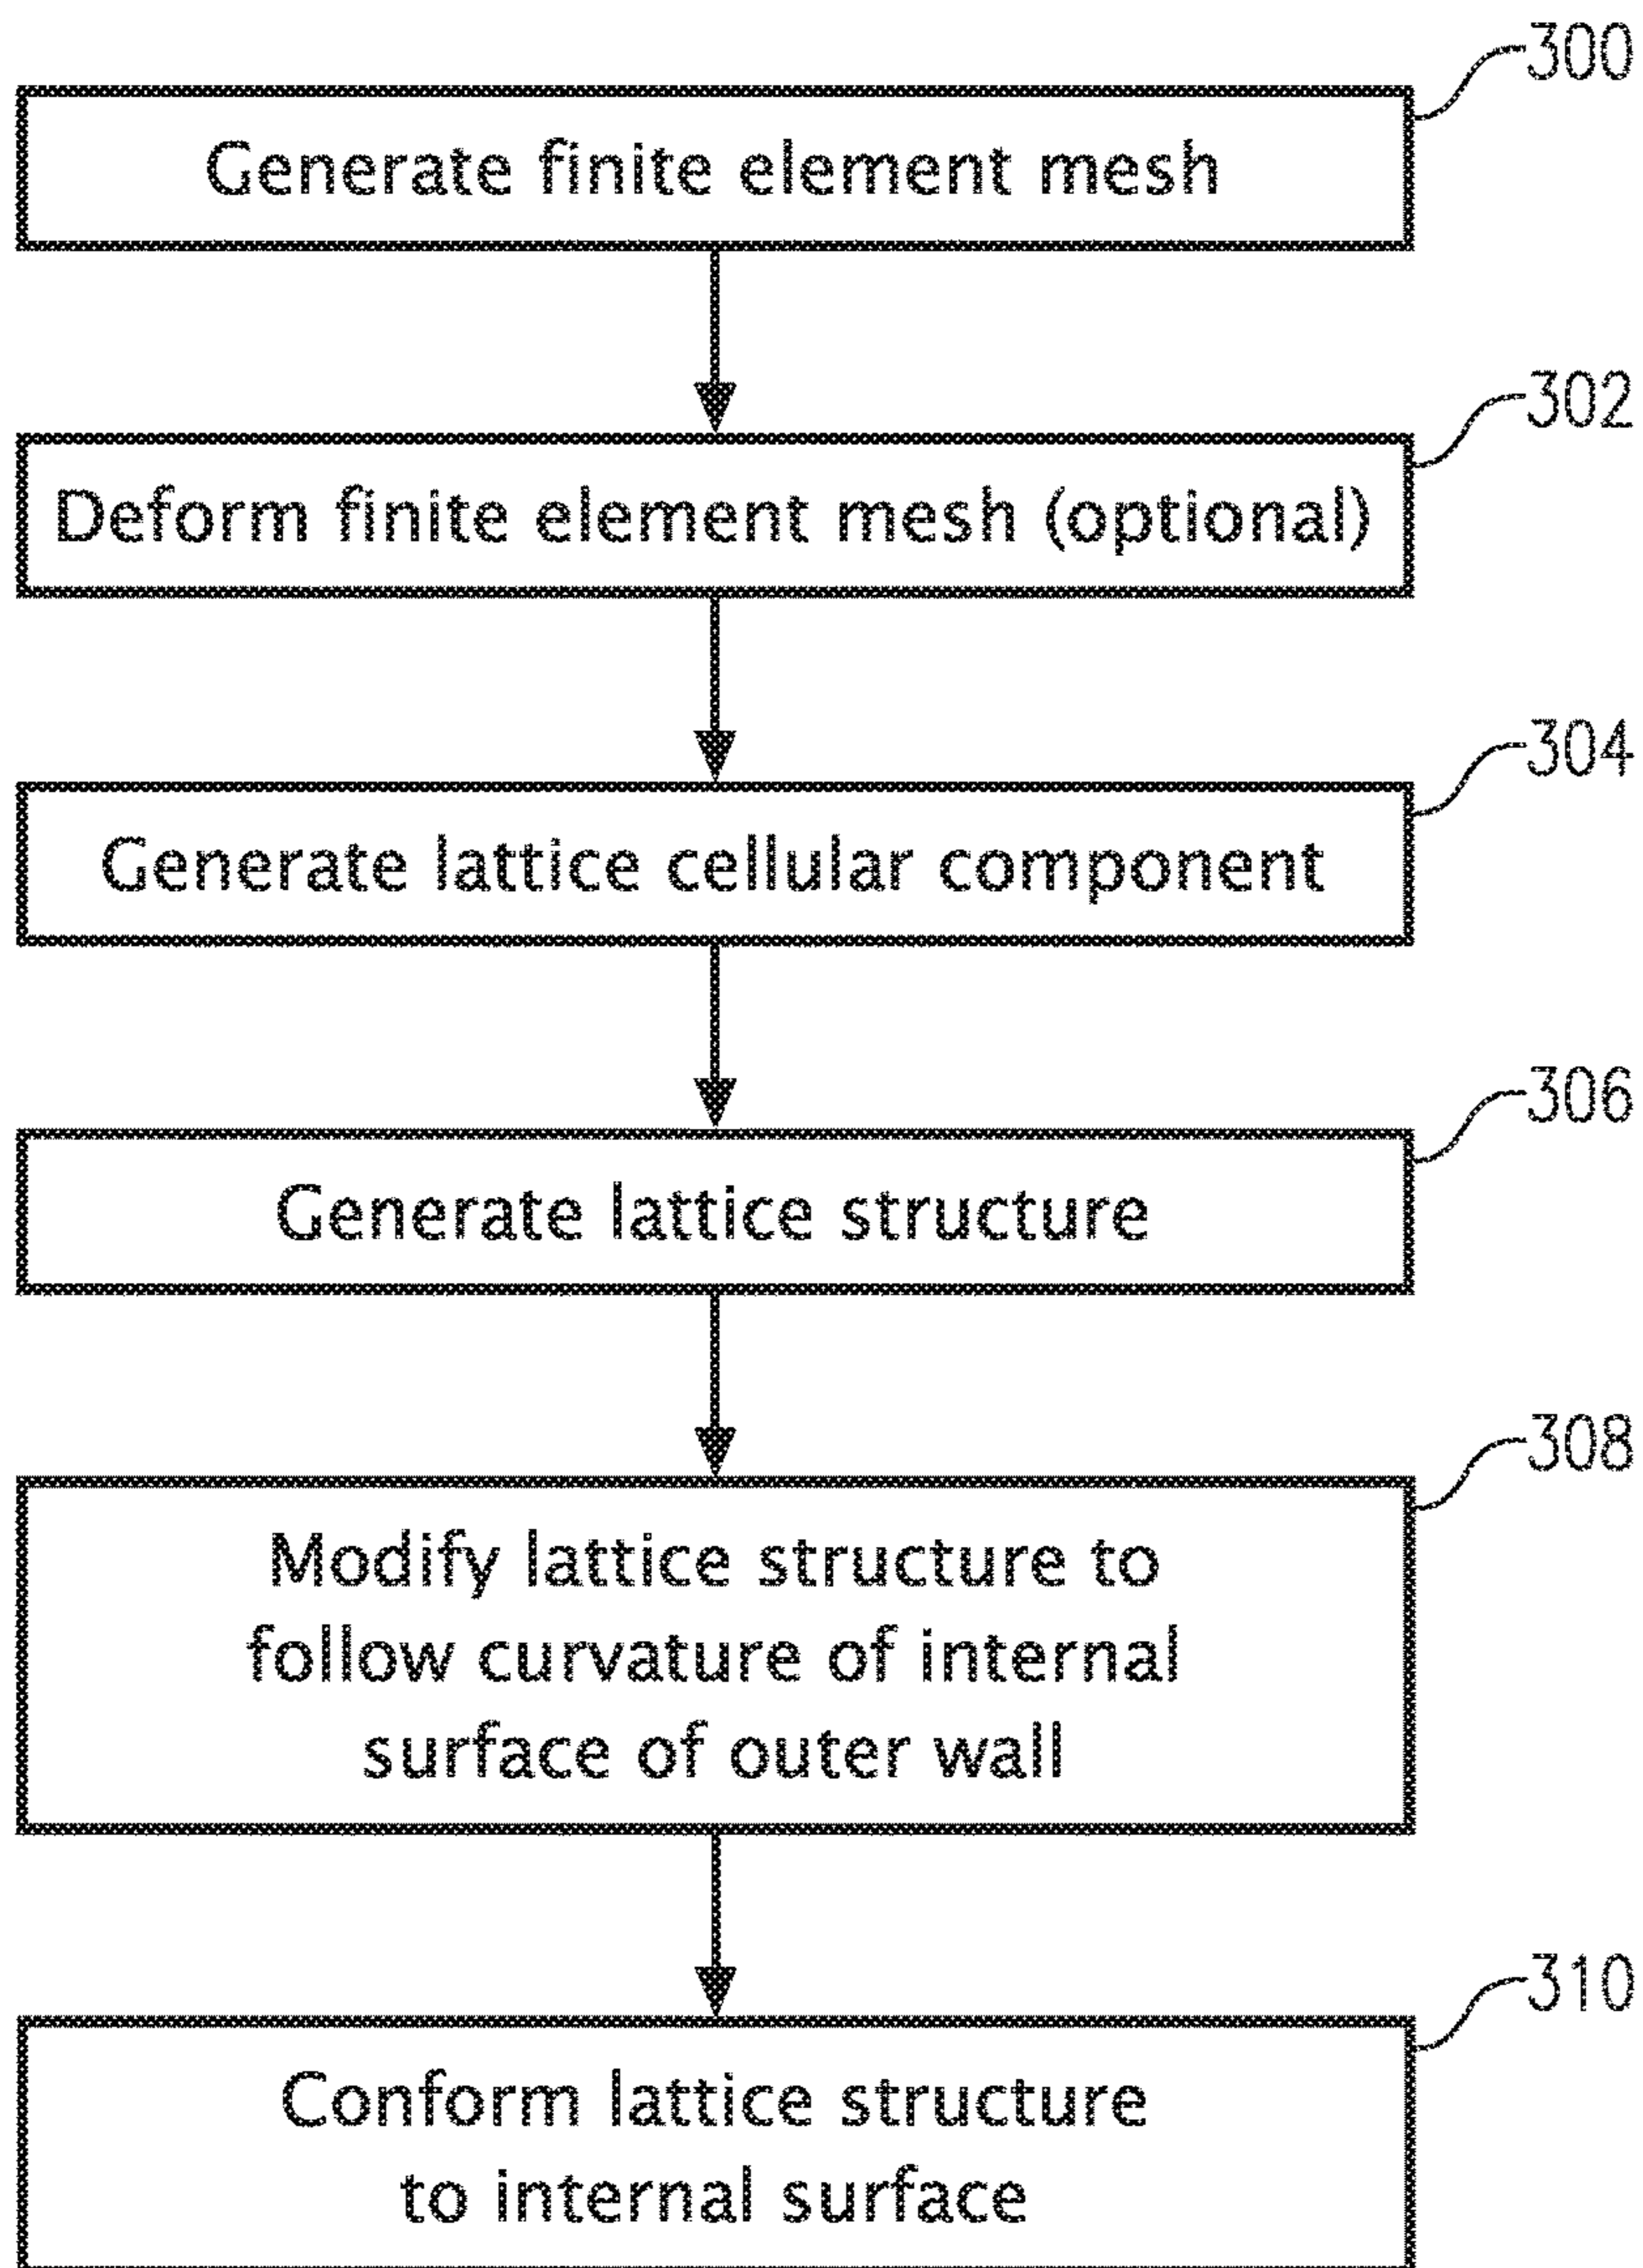 300
Generate finite element mesh
302
Deform finite element mesh (optional)
304
Generate lattice cellular component
306
Generate lattice structure
308
Modify lattice structure to
follow curvature of internal
surface of outer wall
310
Conform lattice structure
to internal surface